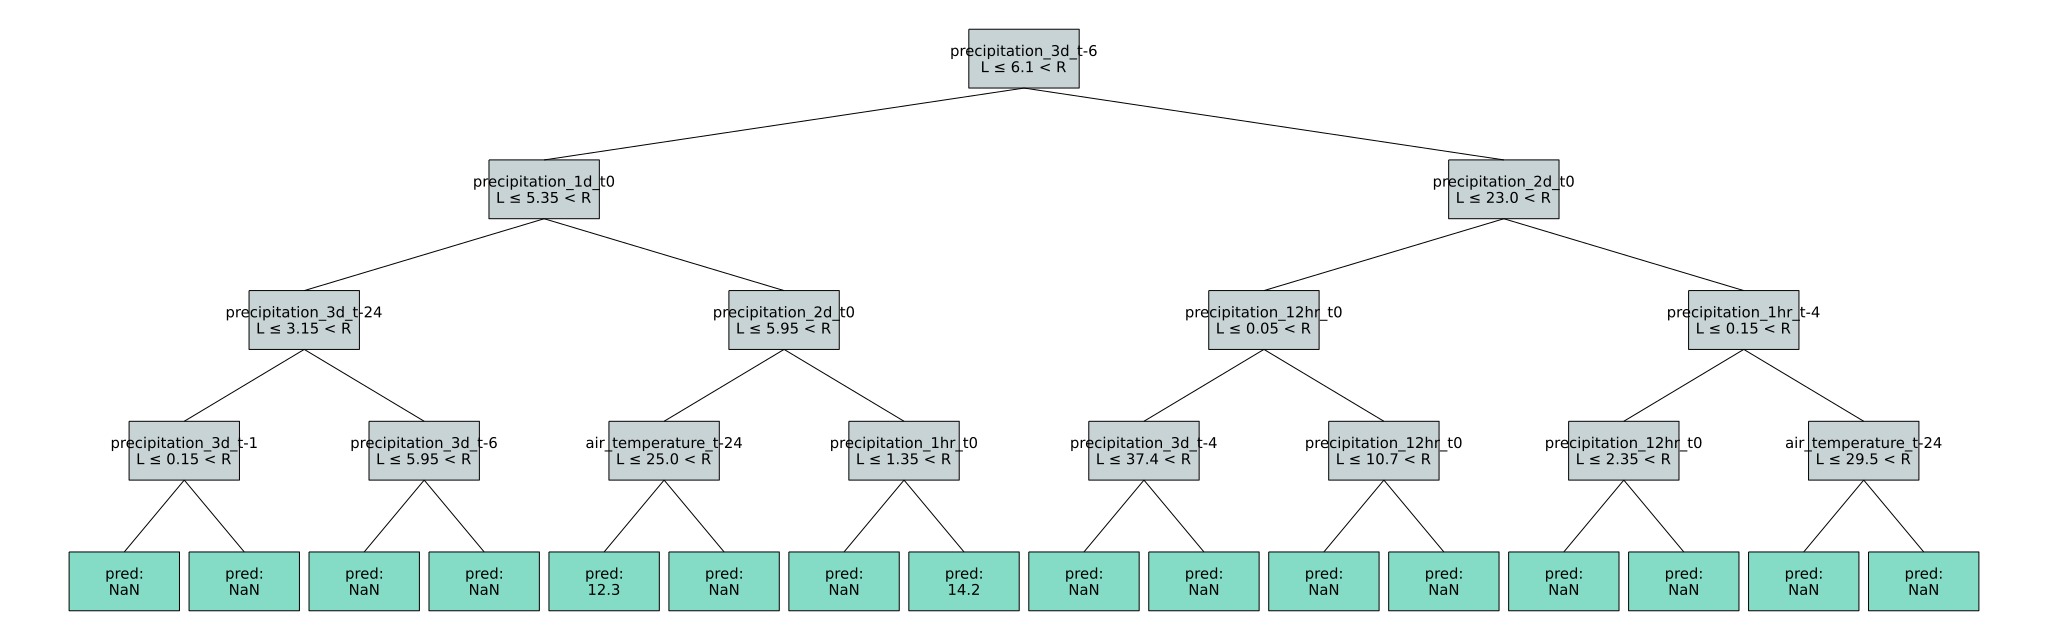 precipitation_3d_t-6
L ≤ 6.1 < R
precipitation_1d_t0
L ≤ 5.35 < R
precipitation_2d_t0
L ≤ 23.0 < R
precipitation_3d_t-24
L ≤ 3.15 < R
precipitation_2d_t0
L ≤ 5.95 < R
precipitation_12hr_t0
L ≤ 0.05 < R
precipitation_1hr_t-4
L ≤ 0.15 < R
precipitation_3d_t-1
L ≤ 0.15 < R
precipitation_3d_t-6
L ≤ 5.95 < R
air_temperature_t-24
L ≤ 25.0 < R
precipitation_1hr_t0
L ≤ 1.35 < R
precipitation_3d_t-4
L ≤ 37.4 < R
precipitation_12hr_t0
L ≤ 10.7 < R
precipitation_12hr_t0
L ≤ 2.35 < R
air_temperature_t-24
L ≤ 29.5 < R
pred:
NaN
pred:
NaN
pred:
NaN
pred:
NaN
pred:
12.3
pred:
NaN
pred:
NaN
pred:
14.2
pred:
NaN
pred:
NaN
pred:
NaN
pred:
NaN
pred:
NaN
pred:
NaN
pred:
NaN
pred:
NaN